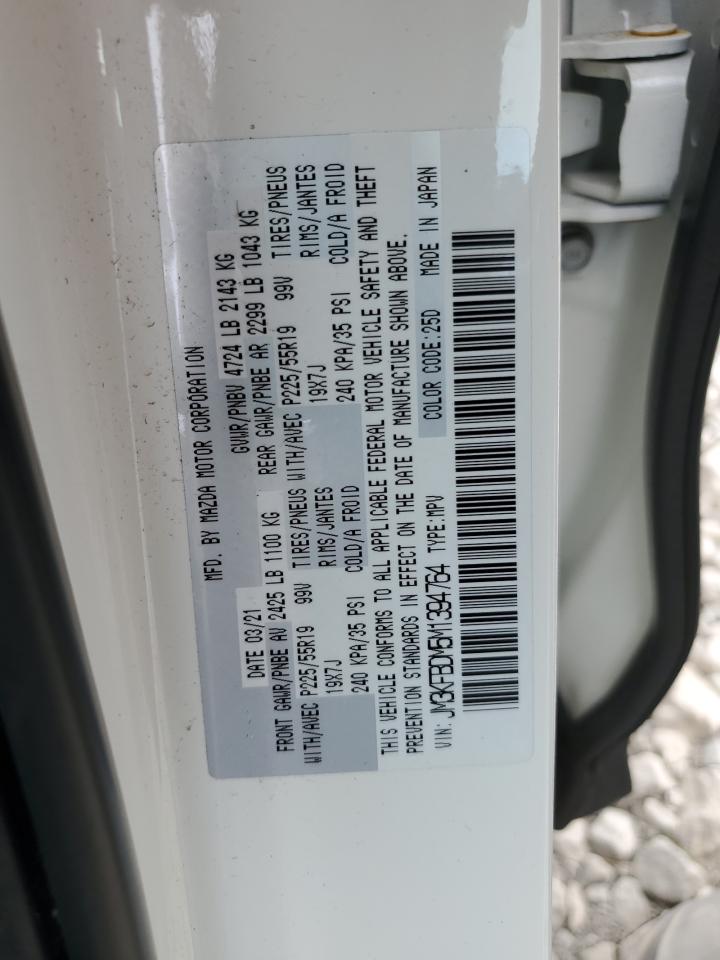 MFD. BY MAZDA MOTOR CORPORATION
DATE 03/21 GVWR/PNBV 4724 LB 2143 KG
FRONT GAWR/PNBE AV 2425 LB 1100 KG REAR GAWR/PNBE AR 2299 LB 1043 KG
WITH/AVEC P225/55R19 99V TIRES/PNEUS WITH/AVEC P225/55R19 99V TIRES/PNEUS
19X7J RIMS/JANTES 19X7J RIMS/JANTES
240 KPA/35 PSI COLD/A FROID 240 KPA/35 PSI COLD/A FROID
THIS VEHICLE CONFORMS TO ALL APPLICABLE FEDERAL MOTOR VEHICLE SAFETY AND THEFT
PREVENTION STANDARDS IN EFFECT ON THE DATE OF MANUFACTURE SHOWN ABOVE.
VIN: JM3KFBDM5M1394764 TYPE:MPV COLOR CODE:25D MADE IN JAPAN